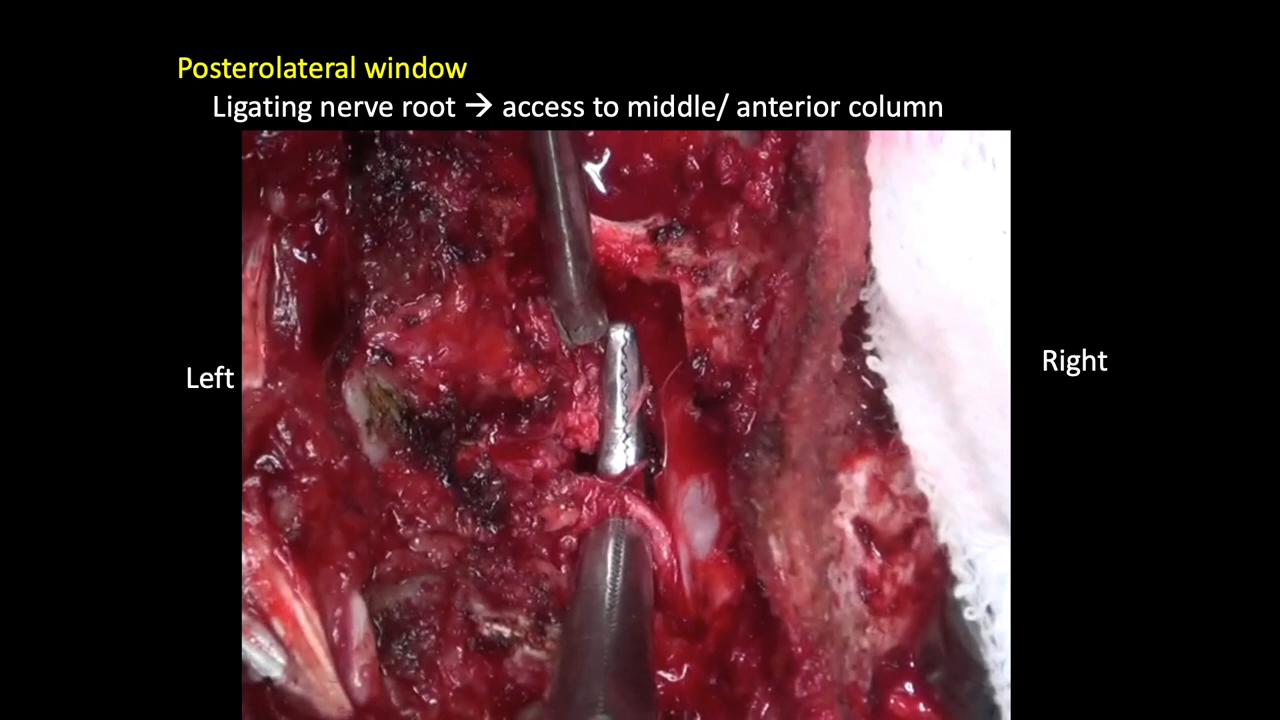 Posterolateral window
Ligating nerve root → access to middle/ anterior column
Left
Right